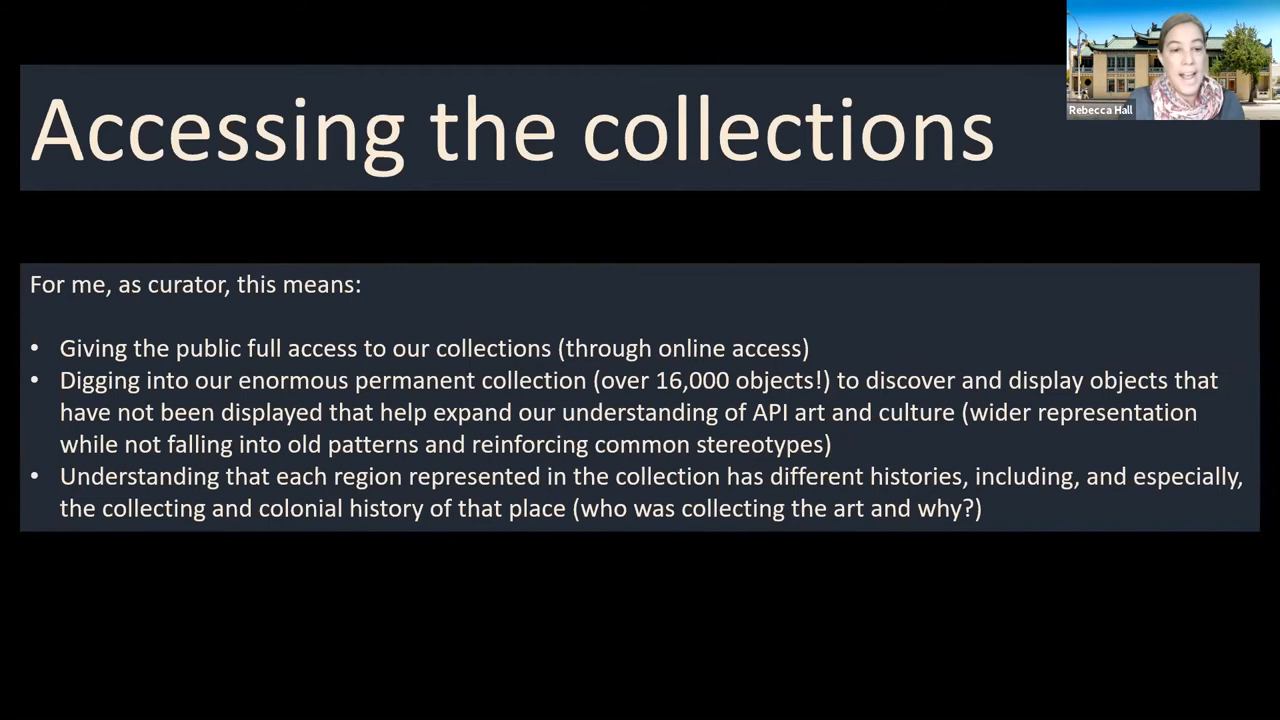 Accessing the collections
Rebecca Hall
For me, as curator, this means:
• Giving the public full access to our collections (through online access)
• Digging into our enormous permanent collection (over 16,000 objects!) to discover and display objects that
have not been displayed that help expand our understanding of API art and culture (wider representation
while not falling into old patterns and reinforcing common stereotypes)
• Understanding that each region represented in the collection has different histories, including, and especially,
the collecting and colonial history of that place (who was collecting the art and why?)